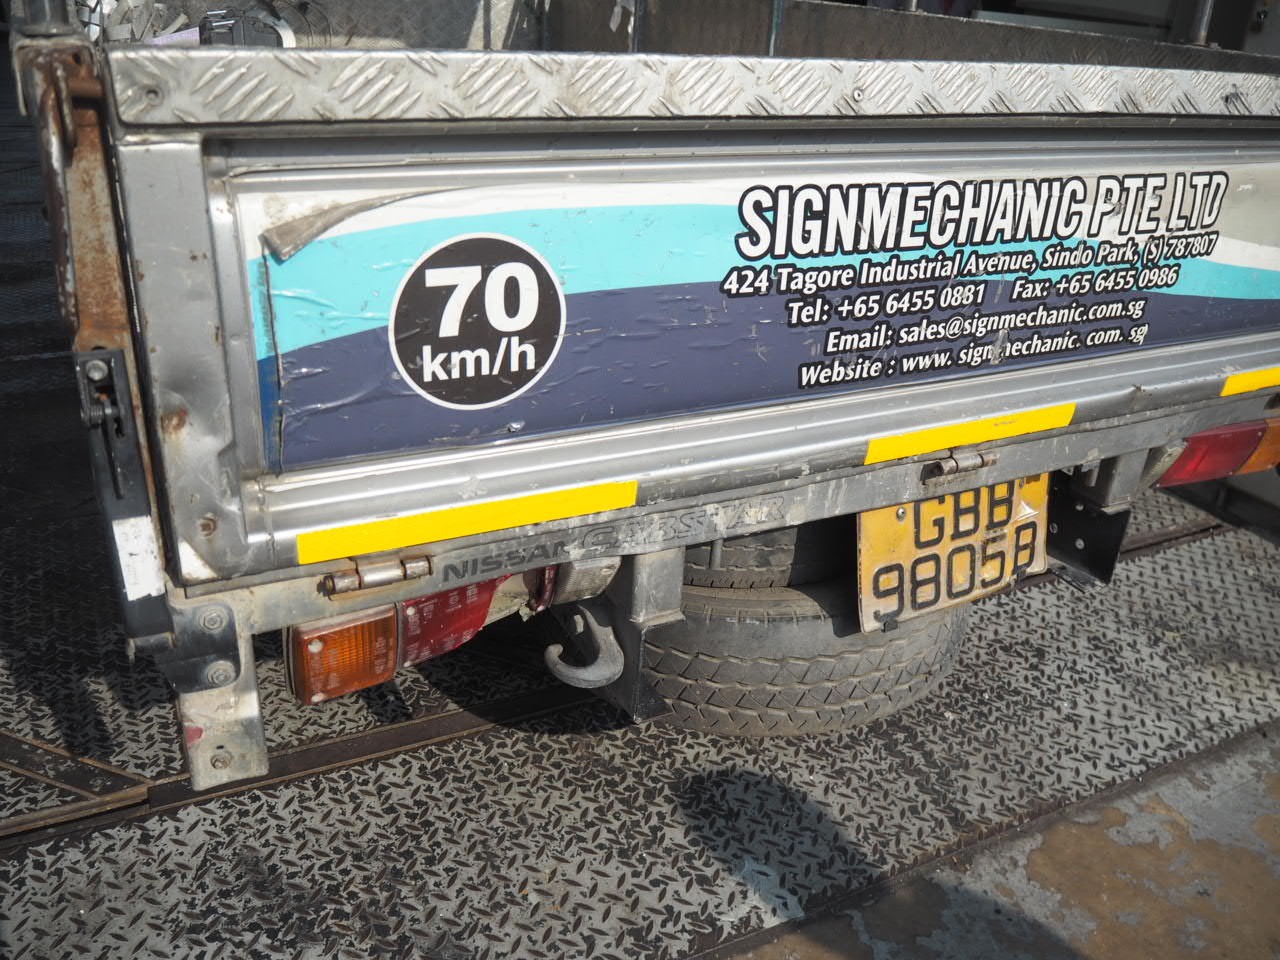 SIGNMECHANIC PTE LTD
424 Tagore Industrial Avenue, Sindo Park, (S) 787807
Tel: +65 6455 0881 Fax: +65 6455 0986
Email: sales@signmechanic.com.sg
Website : www. signmechanic. com. sg
70
km/h
NISSAN CABSTAR
GBB
9805B